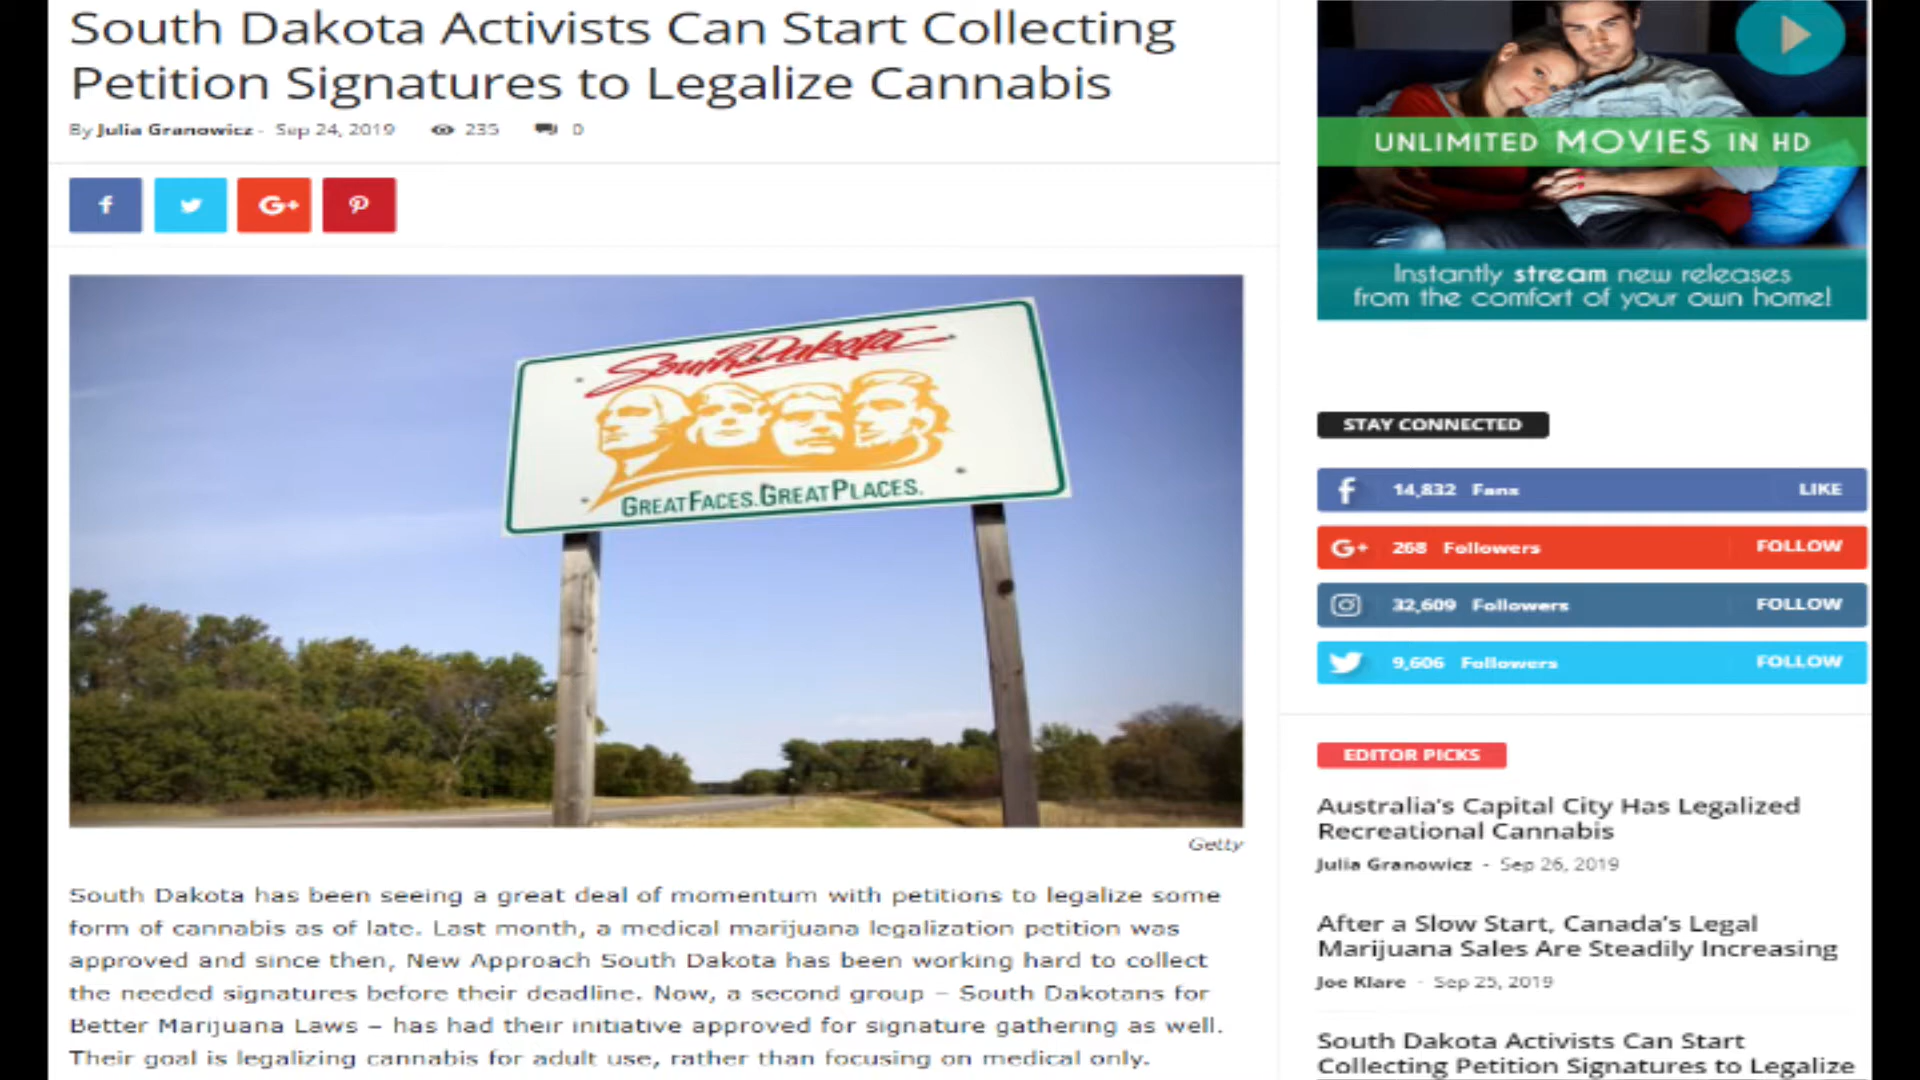 South Dakota Activists Can Start Collecting
Petition Signatures to Legalize Cannabis
By Julia Granowicz - Sep 24, 2019 235 0
f G+
South Dakota
GREAT FACES. GREAT PLACES.
Getty
South Dakota has been seeing a great deal of momentum with petitions to legalize some
form of cannabis as of late. Last month, a medical marijuana legalization petition was
approved and since then, New Approach South Dakota has been working hard to collect
the needed signatures before their deadline. Now, a second group – South Dakotans for
Better Marijuana Laws – has had their initiative approved for signature gathering as well.
Their goal is legalizing cannabis for adult use, rather than focusing on medical only.
UNLIMITED MOVIES IN HD
Instantly stream new releases
from the comfort of your own home!
STAY CONNECTED
f 14,832 Fans LIKE
G+ 268 Followers FOLLOW
32,609 Followers FOLLOW
9,606 Followers FOLLOW
EDITOR PICKS
Australia's Capital City Has Legalized
Recreational Cannabis
Julia Granowicz - Sep 26, 2019
After a Slow Start, Canada's Legal
Marijuana Sales Are Steadily Increasing
Joe Klare - Sep 25, 2019
South Dakota Activists Can Start
Collecting Petition Signatures to Legalize